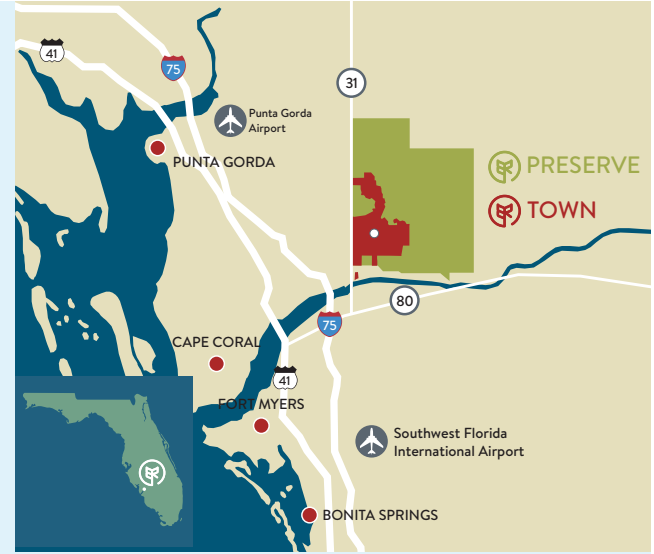 41
75
31
Punta Gorda
Airport
PUNTA GORDA
PRESERVE
TOWN
80
75
CAPE CORAL
41
FORT MYERS
Southwest Florida
International Airport
BONITA SPRINGS